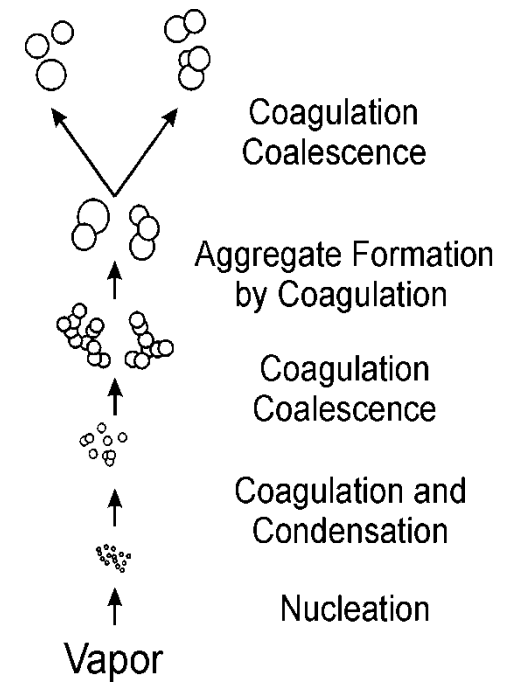 Coagulation
Coalescence
Aggregate Formation
by Coagulation
Coagulation
Coalescence
Coagulation and
Condensation
Nucleation
Vapor